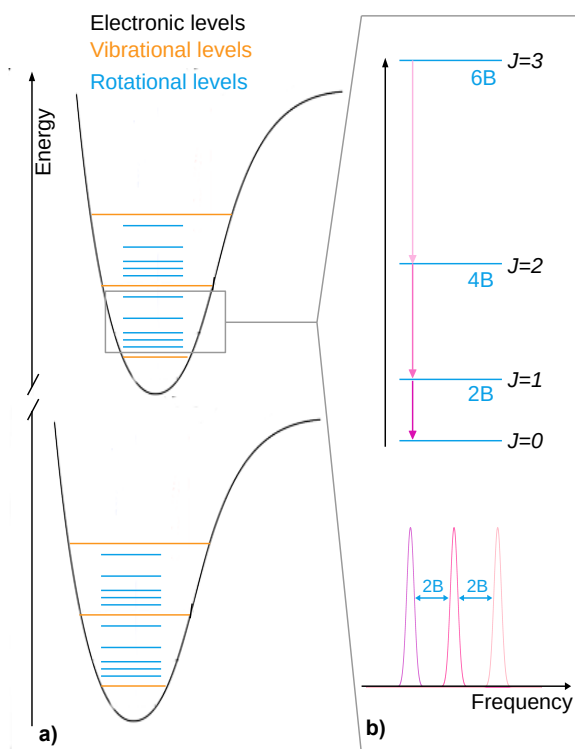 Electronic levels
Vibrational levels
Rotational levels
Energy
a)
J=3
6B
J=2
4B
J=1
2B
J=0
2B 2B
Frequency
b)